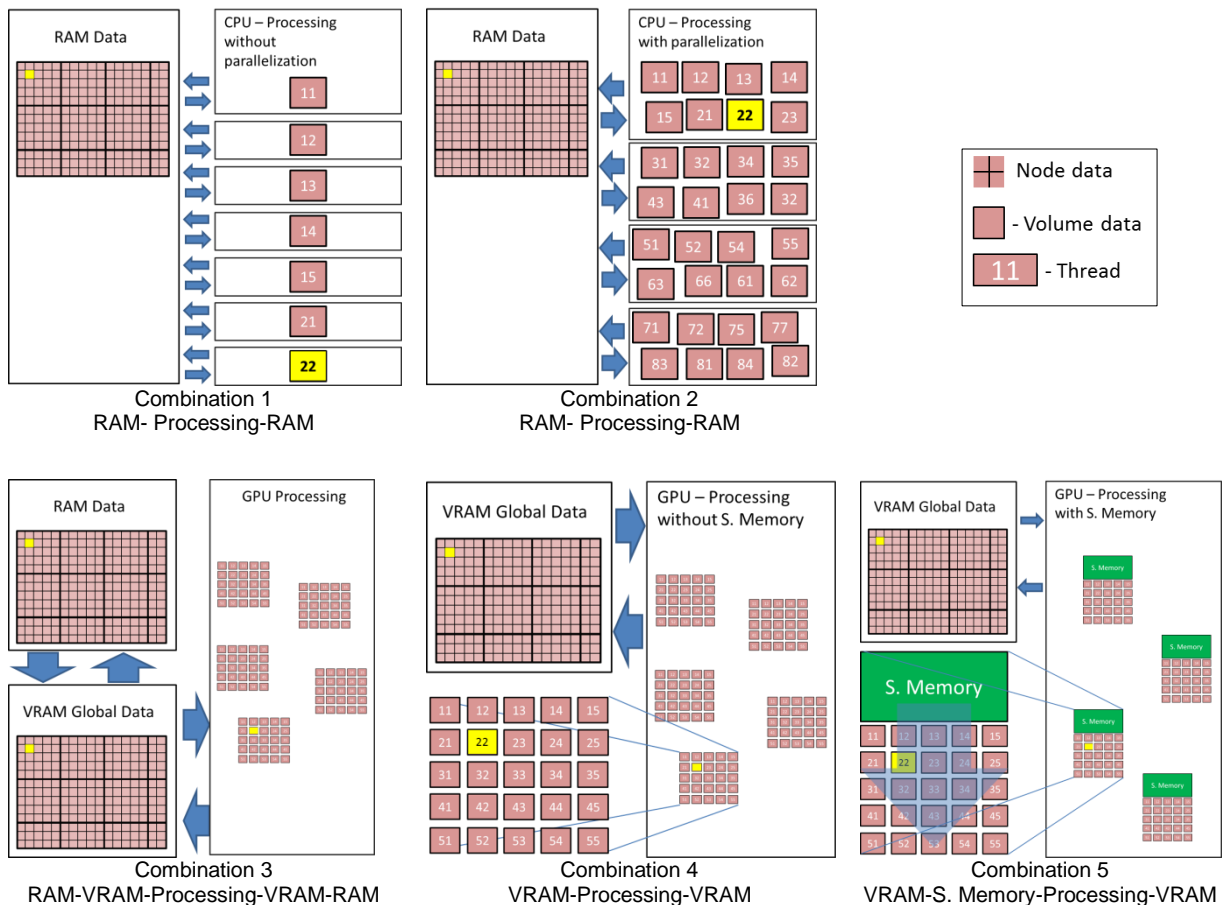 RAM Data
CPU – Processing
without
parallelization
11
12
13
14
15
21
22
Combination 1
RAM- Processing-RAM
RAM Data
CPU – Processing
with parallelization
11 12 13 14
15 21 22 23
31 32 34 35
43 41 36 32
51 52 54 55
63 66 61 62
71 72 75 77
83 81 84 82
Combination 2
RAM- Processing-RAM
Node data
- Volume data
11 - Thread
RAM Data
VRAM Global Data
GPU Processing
Combination 3
RAM-VRAM-Processing-VRAM-RAM
VRAM Global Data
GPU – Processing
without S. Memory
11 12 13 14 15
21 22 23 24 25
31 32 33 34 35
41 42 43 44 45
51 52 53 54 55
Combination 4
VRAM-Processing-VRAM
VRAM Global Data
GPU – Processing
with S. Memory
S. Memory
S. Memory
S. Memory
S. Memory
S. Memory
11 12 13 14 15
21 22 23 24 25
31 32 33 34 35
41 42 43 44 45
51 52 53 54 55
Combination 5
VRAM-S. Memory-Processing-VRAM